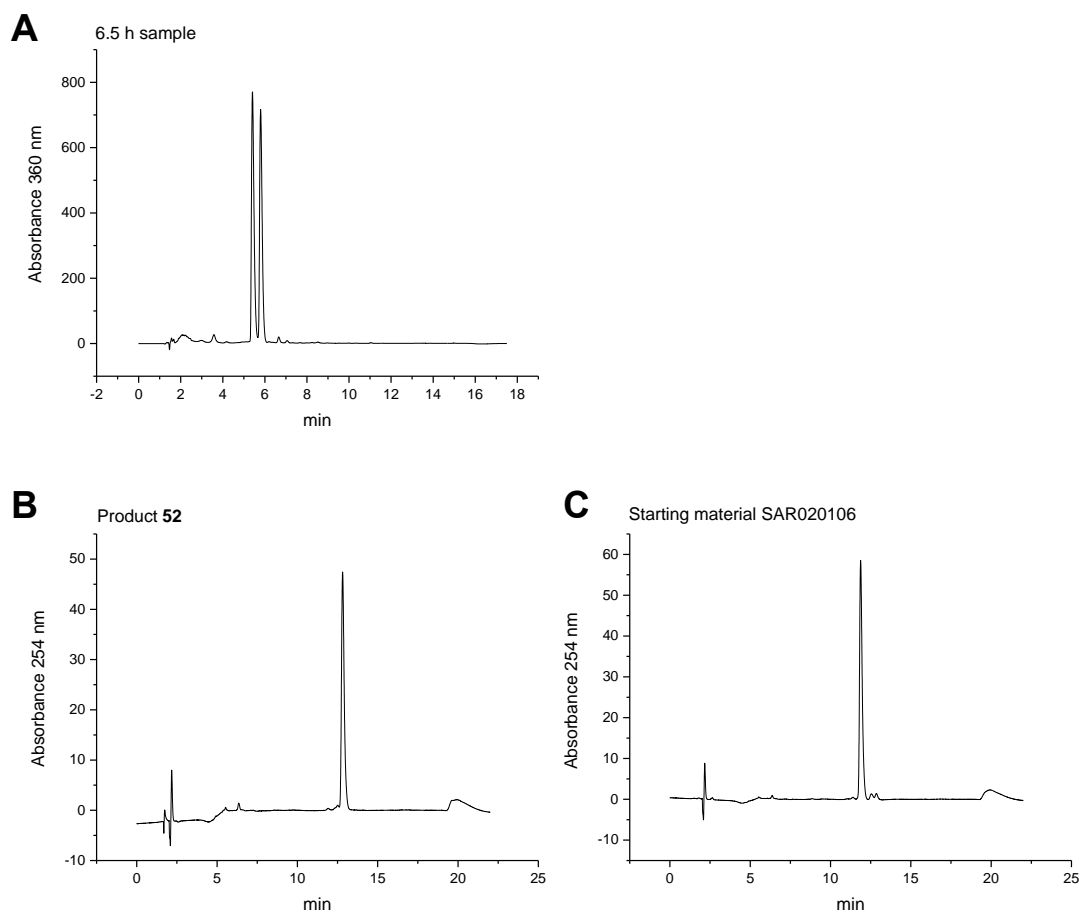 A
6.5 h sample
Absorbance 360 nm
800
600
400
200
0
-2 0 2 4 6 8 10 12 14 16 18
min
B
Product 52
Absorbance 254 nm
50
40
30
20
10
0
-10
0 5 10 15 20 25
min
C
Starting material SAR020106
Absorbance 254 nm
60
50
40
30
20
10
0
-10
0 5 10 15 20 25
min